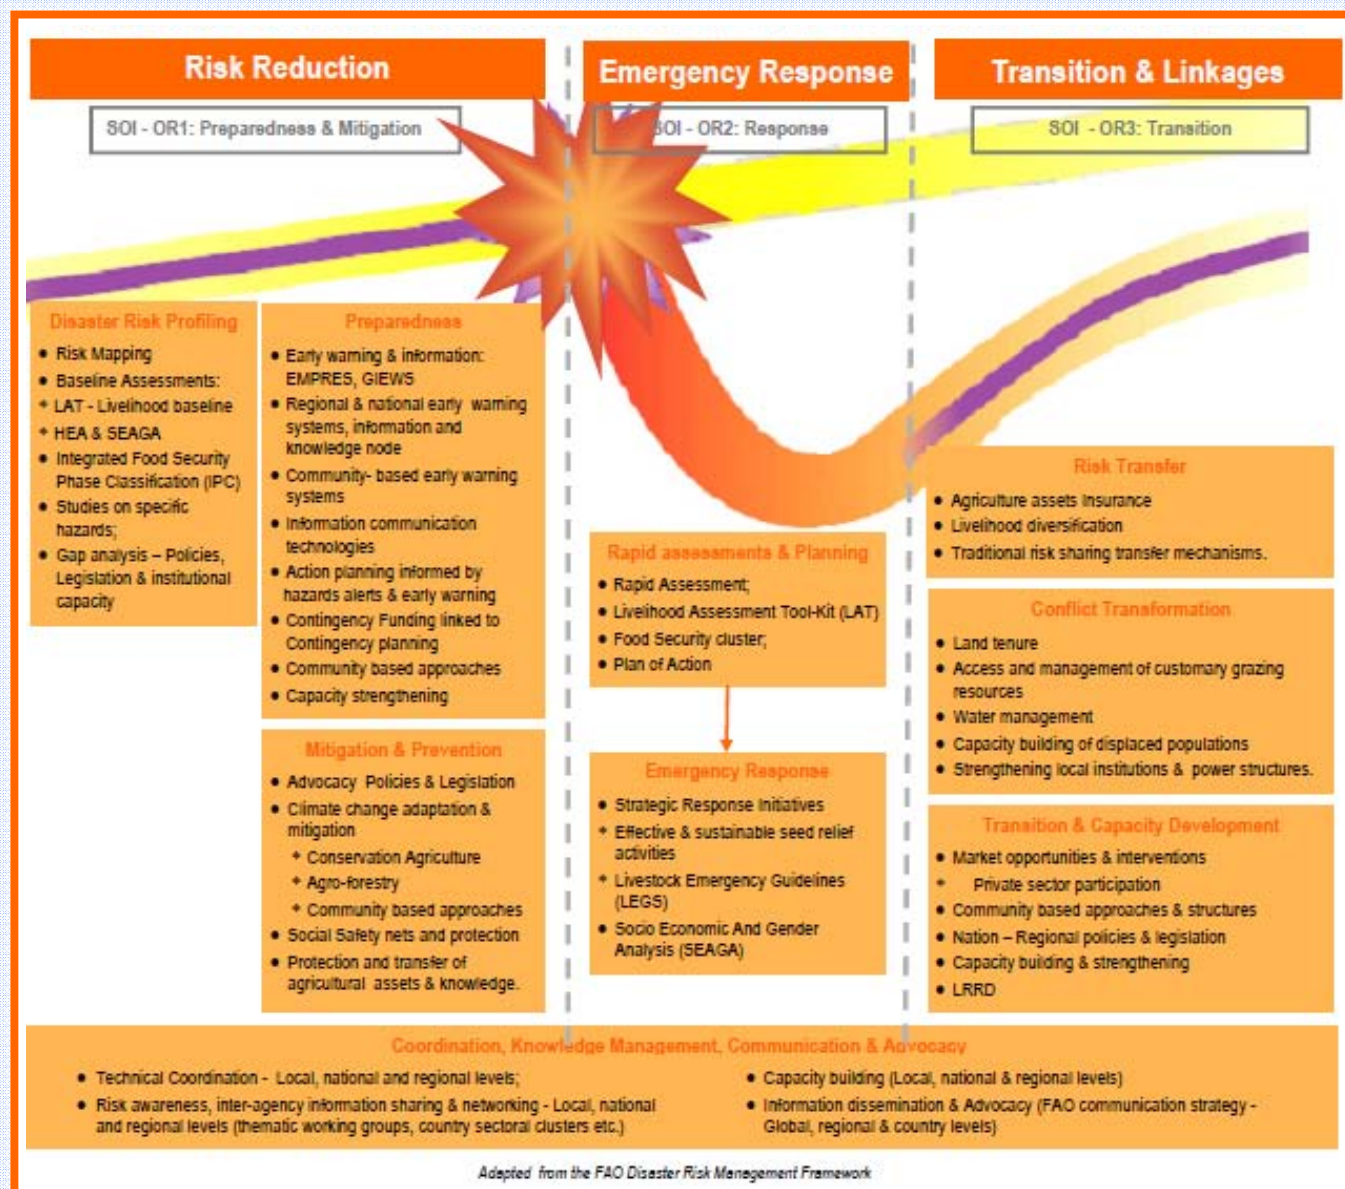 Risk Reduction
SOI - OR1: Preparedness & Mitigation
Emergency Response
SOI - OR2: Response
Transition & Linkages
SOI - OR3: Transition
Disaster Risk Profiling
● Risk Mapping
● Baseline Assessments:
+ LAT - Livelihood baseline
+ HEA & SEAGA
● Integrated Food Security
Phase Classification (IPC)
● Studies on specific
hazards;
● Gap analysis – Policies,
Legislation & institutional
capacity
Preparedness
● Early warning & information:
EMPRES, GIEWS
● Regional & national early warning
systems, information and
knowledge node
● Community- based early warning
systems
● Information communication
technologies
● Action planning informed by
hazards alerts & early warning
● Contingency Funding linked to
Contingency planning
● Community based approaches
● Capacity strengthening
Mitigation & Prevention
● Advocacy Policies & Legislation
● Climate change adaptation &
mitigation
+ Conservation Agriculture
+ Agro-forestry
+ Community based approaches
● Social Safety nets and protection
● Protection and transfer of
agricultural assets & knowledge.
Rapid assessments & Planning
● Rapid Assessment;
● Livelihood Assessment Tool-Kit (LAT)
● Food Security cluster;
● Plan of Action
Emergency Response
● Strategic Response Initiatives
+ Effective & sustainable seed relief
activities
+ Livestock Emergency Guidelines
(LEGS)
● Socio Economic And Gender
Analysis (SEAGA)
Risk Transfer
● Agriculture assets Insurance
● Livelihood diversification
● Traditional risk sharing transfer mechanisms.
Conflict Transformation
● Land tenure
● Access and management of customary grazing
resources
● Water management
● Capacity building of displaced populations
● Strengthening local institutions & power structures.
Transition & Capacity Development
● Market opportunities & interventions
+ Private sector participation
● Community based approaches & structures
● Nation – Regional policies & legislation
● Capacity building & strengthening
● LRRD
Coordination, Knowledge Management, Communication & Advocacy
● Technical Coordination - Local, national and regional levels;
● Risk awareness, inter-agency information sharing & networking - Local, national
and regional levels (thematic working groups, country sectoral clusters etc.)
● Capacity building (Local, national & regional levels)
● Information dissemination & Advocacy (FAO communication strategy -
Global, regional & country levels)
Adapted from the FAO Disaster Risk Management Framework